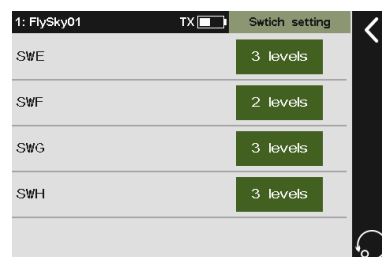 1: FlySky01 TX Swtich setting
SWE 3 levels
SWF 2 levels
SWG 3 levels
SWH 3 levels